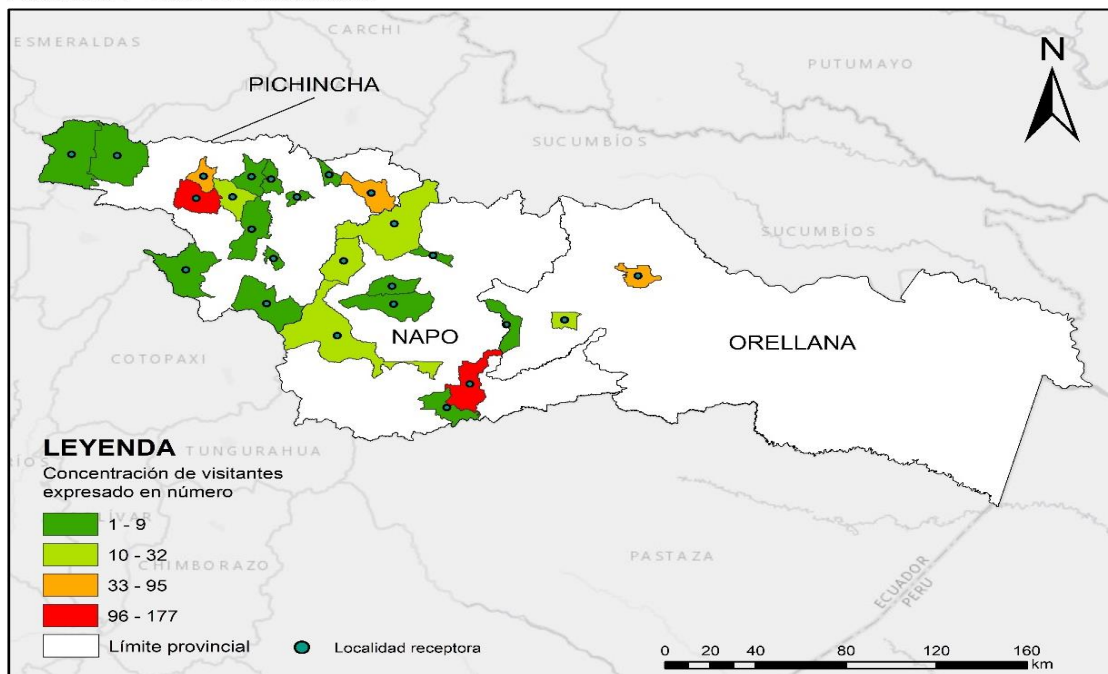 ESMERALDAS
CARCHI
PUTUMAYO
N
PICHINCHA
SUCUMBÍOS
SUCUMBÍOS
NAPO
ORELLANA
COTOPAXI
LEYENDA
TUNGURAHUA
Concentración de visitantes
expresado en número
1 - 9
10 - 32
33 - 95
96 - 177
Límite provincial
Localidad receptora
CHIMBORAZO
PASTAZA
ECUADOR
PERU
0 20 40 80 120 160
km